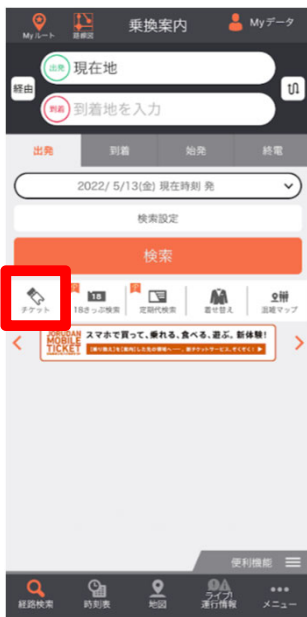 Myルート
路線図
乗換案内
Myデータ
出発 現在地
経由
到着 到着地を入力
出発 到着 始発 終電
2022/ 5/13(金) 現在時刻 発
検索設定
検索
チケット 18きっぷ検索 定期代検索 着せ替え 混雑マップ
JORUDAN MOBILE TICKET
スマホで買って、乗れる、食べる、遊ぶ。新体験!
便利機能
経路検索 時刻表 地図 ライブ!運行情報 メニュー